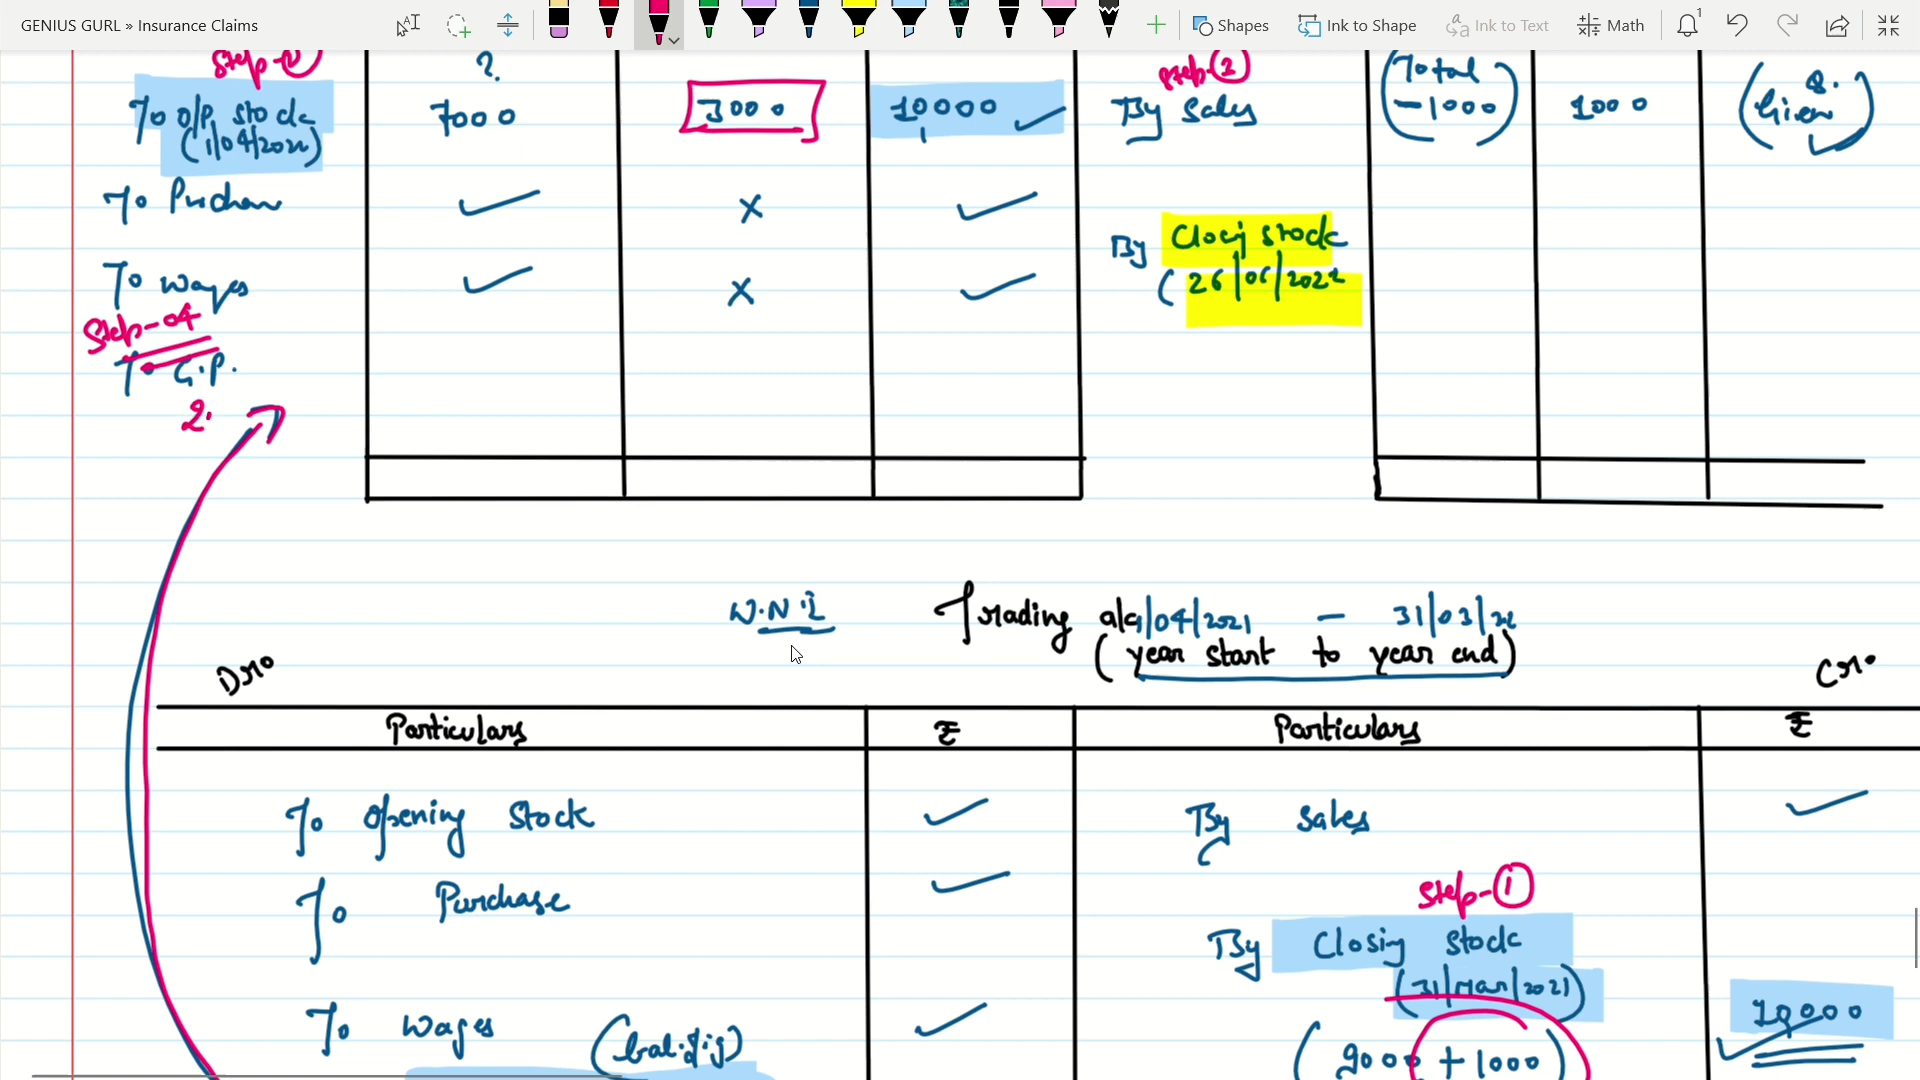 GENIUS GURL » Insurance Claims
Shapes
Ink to Shape
Ink to Text
Math
1
Step-
?
Step-(2)
Total
-1000
To o/p stock
(1/04/2022)
7000
3000
10000
By Sales
1000
(Given)
To Purchase
By Closing stock
(26/06/2022
To Wages
Step-04
To G.P.
2.
W.N.1
Trading a/c 1/04/2021 - 31/03/22
(year start to year end)
Dr.
Cr.
Particulars
₹
Particulars
₹
To Opening Stock
By Sales
Step-(1)
To Purchase
By Closing Stock
(31/Mar/2021)
10000
To Wages
(bal. fig)
(9000 + 1000)